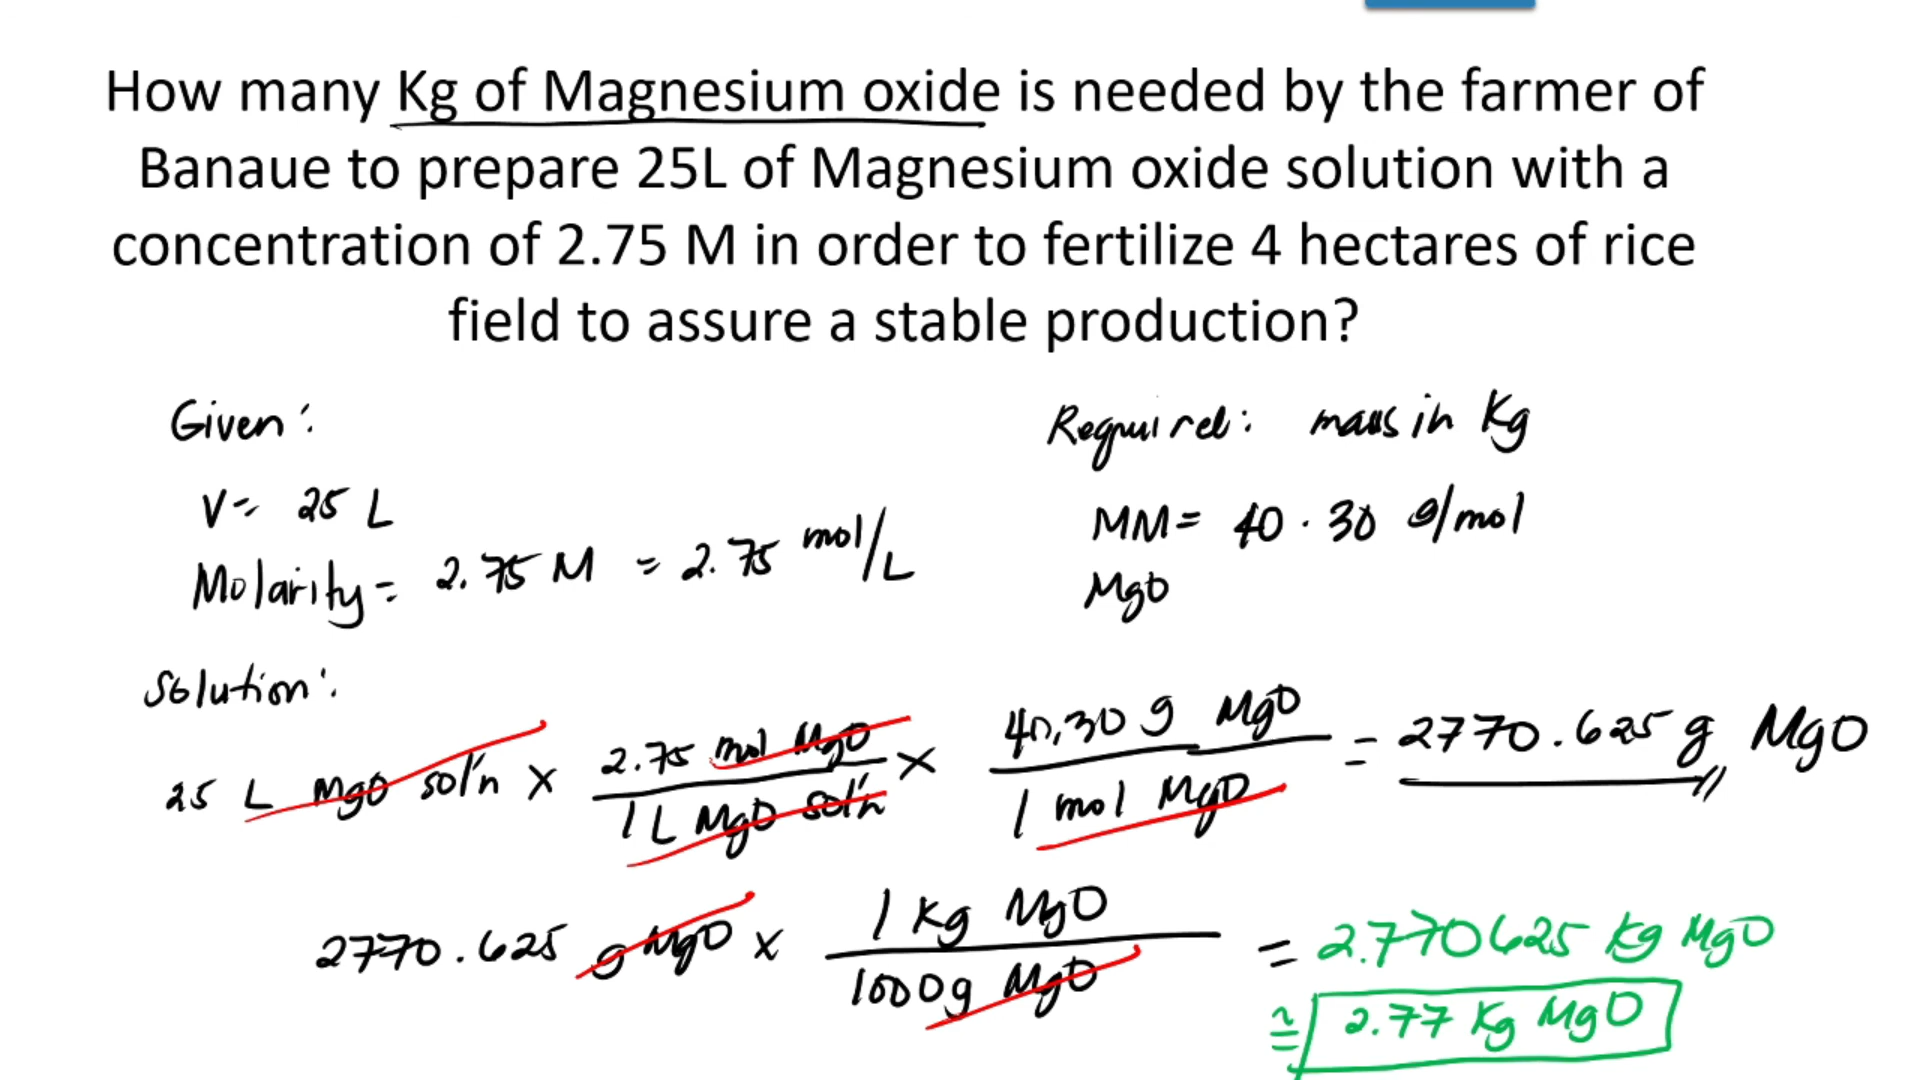 How many Kg of Magnesium oxide is needed by the farmer of
Banaue to prepare 25L of Magnesium oxide solution with a
concentration of 2.75 M in order to fertilize 4 hectares of rice
field to assure a stable production?
Given:
Required: mass in Kg
V= 25 L
MM= 40.30 g/mol
MgO
Molarity= 2.75 M = 2.75 mol/L
Solution:
25 L MgO sol'n x 2.75 mol MgO / 1 L MgO sol'n x 40.30 g MgO / 1 mol MgO = 2770.625 g MgO
2770.625 g MgO x 1 Kg MgO / 1000g MgO = 2.770625 Kg MgO
≅ 2.77 Kg MgO